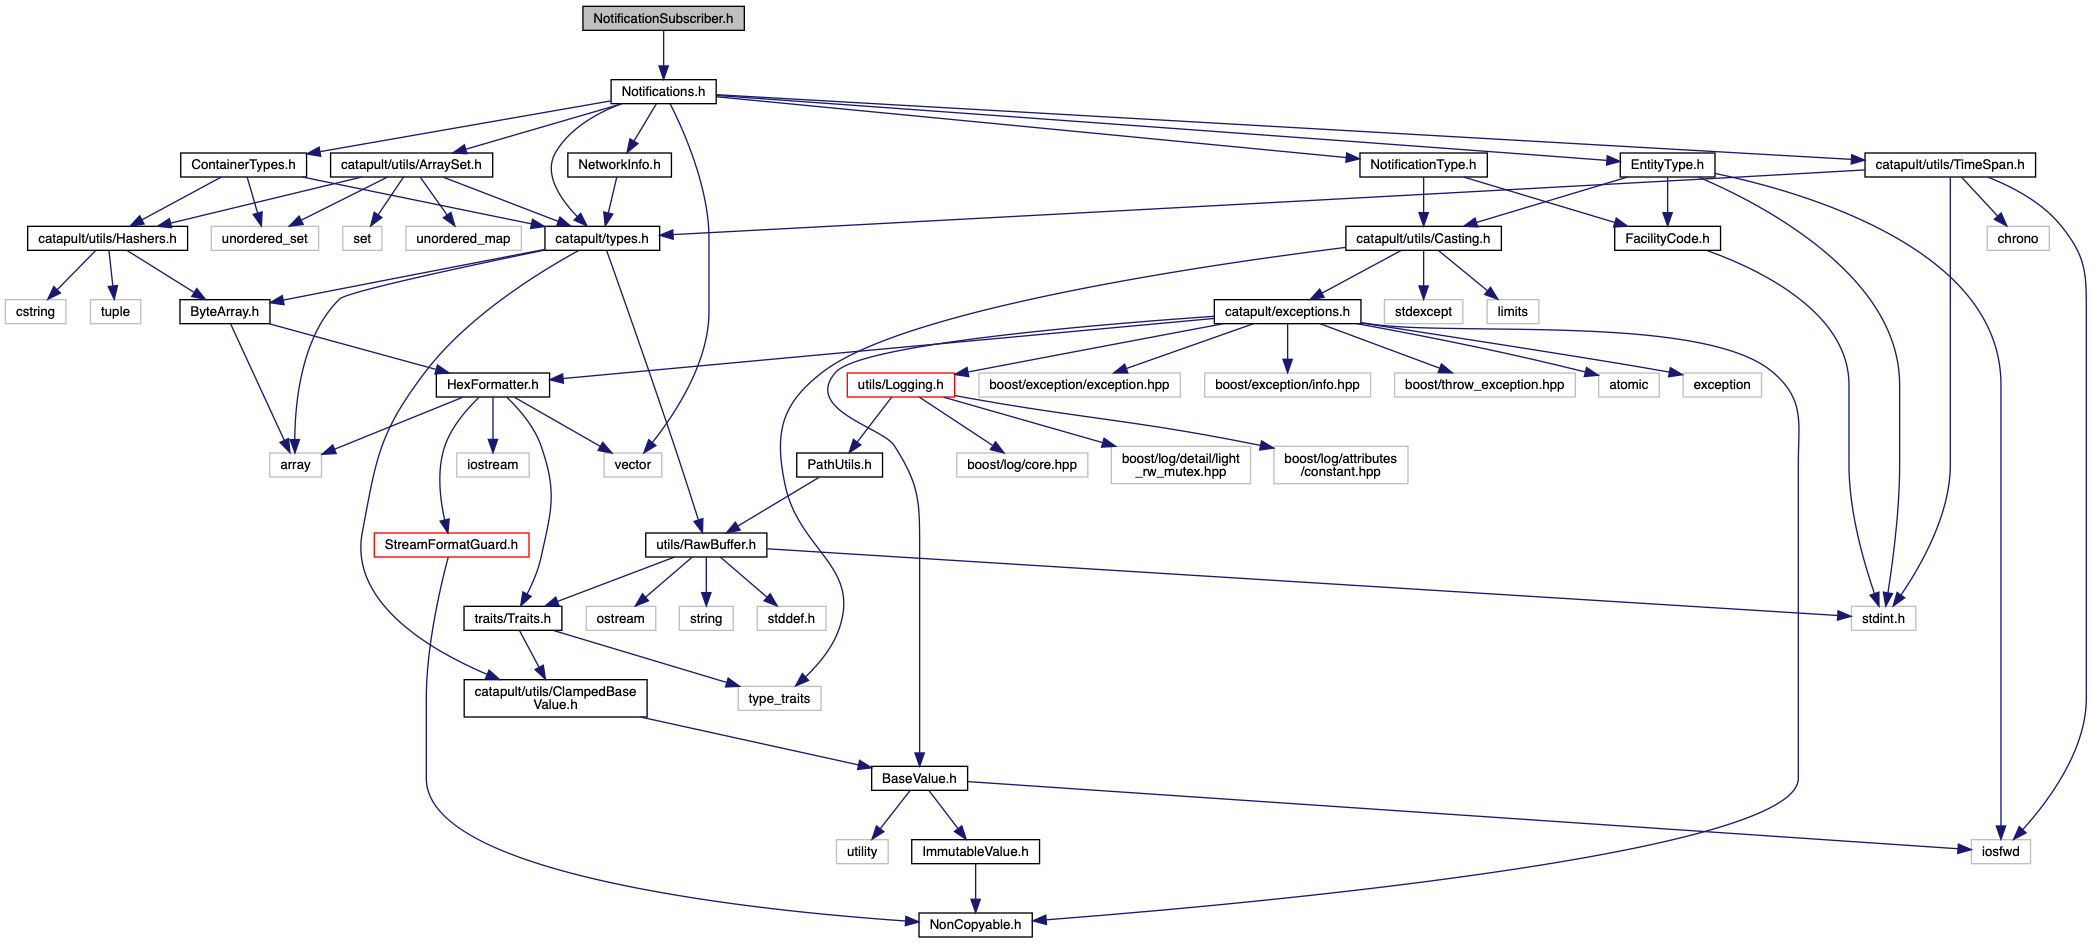 NotificationSubscriber.h
Notifications.h
ContainerTypes.h
catapult/utils/ArraySet.h
NetworkInfo.h
NotificationType.h
EntityType.h
catapult/utils/TimeSpan.h
catapult/utils/Hashers.h
unordered_set
set
unordered_map
catapult/types.h
catapult/utils/Casting.h
FacilityCode.h
chrono
cstring
tuple
ByteArray.h
catapult/exceptions.h
stdexcept
limits
HexFormatter.h
utils/Logging.h
boost/exception/exception.hpp
boost/exception/info.hpp
boost/throw_exception.hpp
atomic
exception
array
iostream
vector
PathUtils.h
boost/log/core.hpp
boost/log/detail/light
_rw_mutex.hpp
boost/log/attributes
/constant.hpp
StreamFormatGuard.h
utils/RawBuffer.h
traits/Traits.h
ostream
string
stddef.h
stdint.h
catapult/utils/ClampedBase
Value.h
type_traits
BaseValue.h
utility
ImmutableValue.h
iosfwd
NonCopyable.h